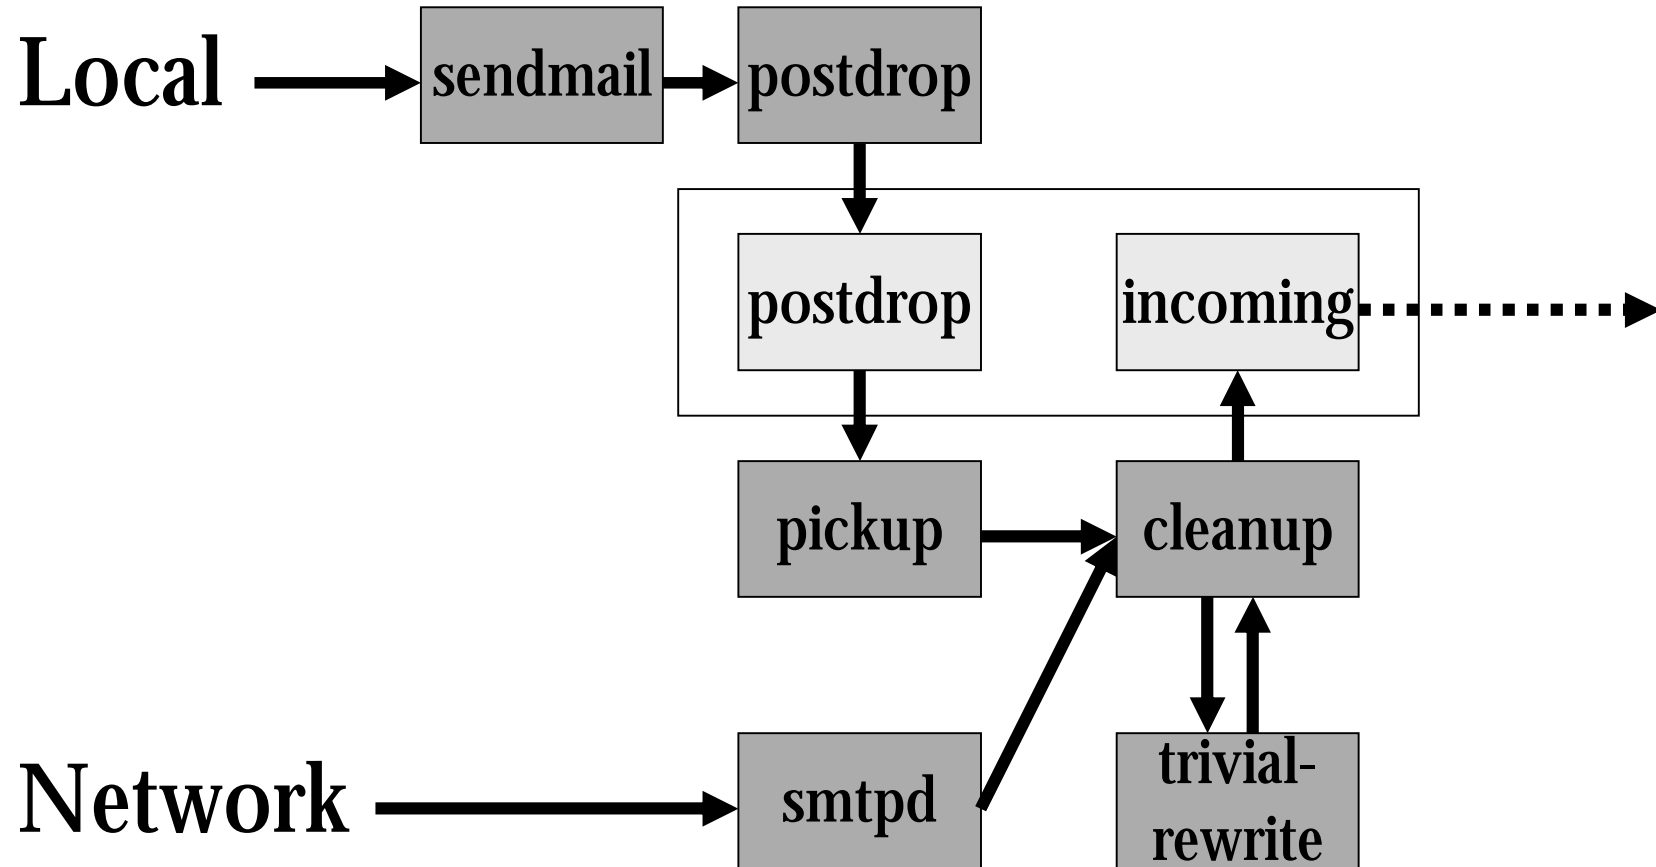 Local
sendmail
postdrop
postdrop
incoming
pickup
cleanup
Network
smtpd
trivial-
rewrite